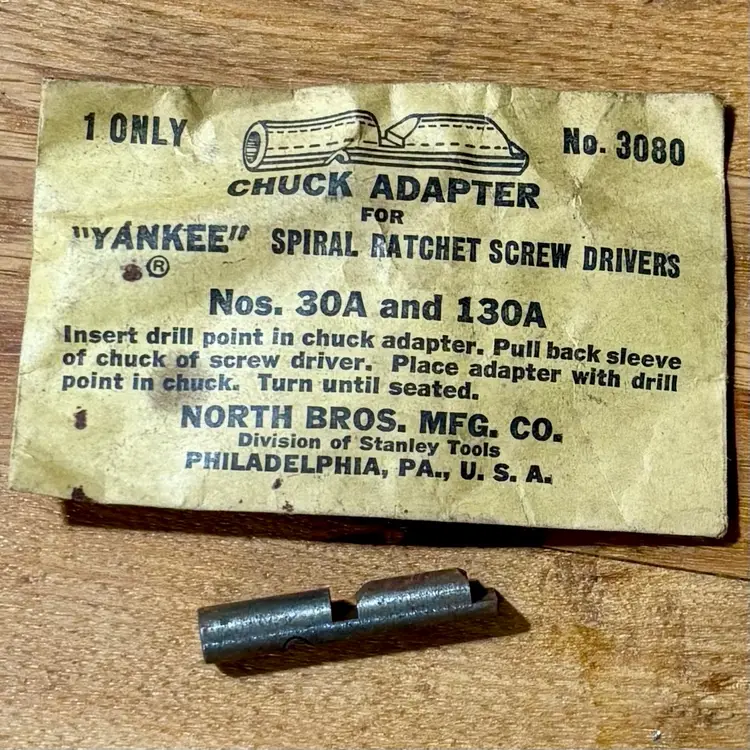 1 ONLY
No. 3080
CHUCK ADAPTER
FOR
"YANKEE" SPIRAL RATCHET SCREW DRIVERS
®
Nos. 30A and 130A
Insert drill point in chuck adapter. Pull back sleeve
of chuck of screw driver. Place adapter with drill
point in chuck. Turn until seated.
NORTH BROS. MFG. CO.
Division of Stanley Tools
PHILADELPHIA, PA., U. S. A.